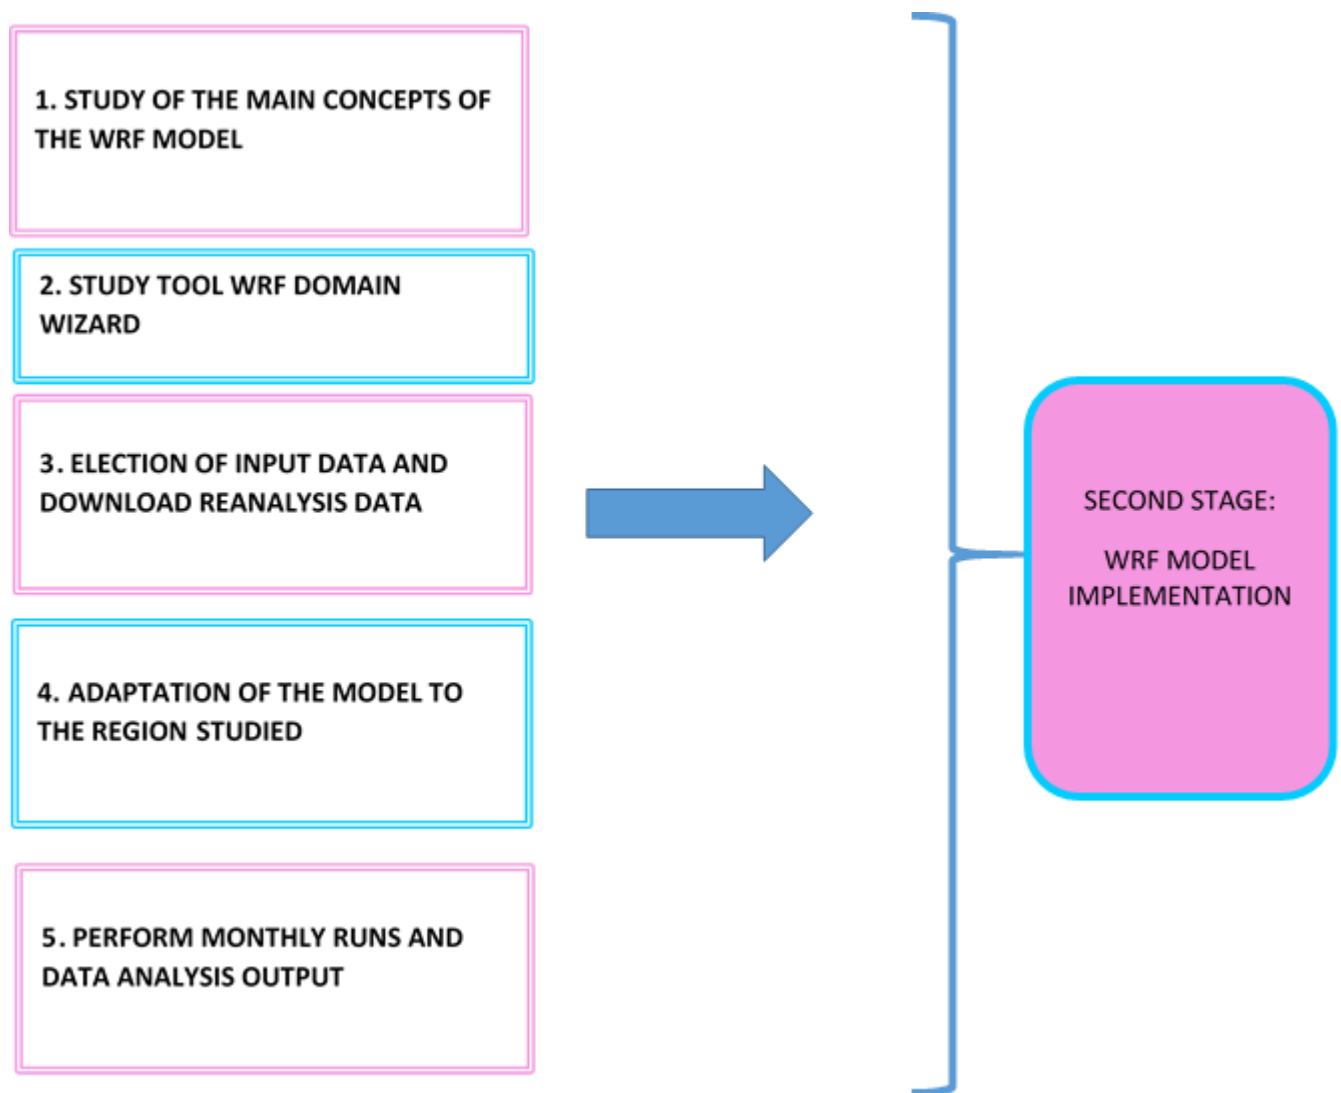 1. STUDY OF THE MAIN CONCEPTS OF
THE WRF MODEL
2. STUDY TOOL WRF DOMAIN
WIZARD
3. ELECTION OF INPUT DATA AND
DOWNLOAD REANALYSIS DATA
4. ADAPTATION OF THE MODEL TO
THE REGION STUDIED
5. PERFORM MONTHLY RUNS AND
DATA ANALYSIS OUTPUT
SECOND STAGE:
WRF MODEL
IMPLEMENTATION